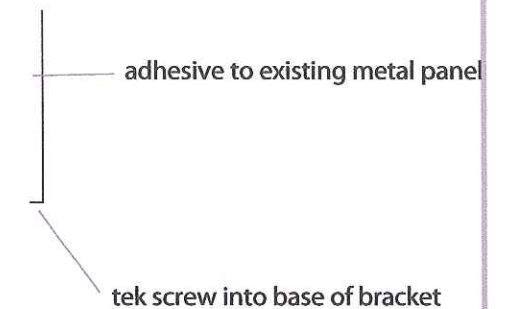 adhesive to existing metal panel
tek screw into base of bracket